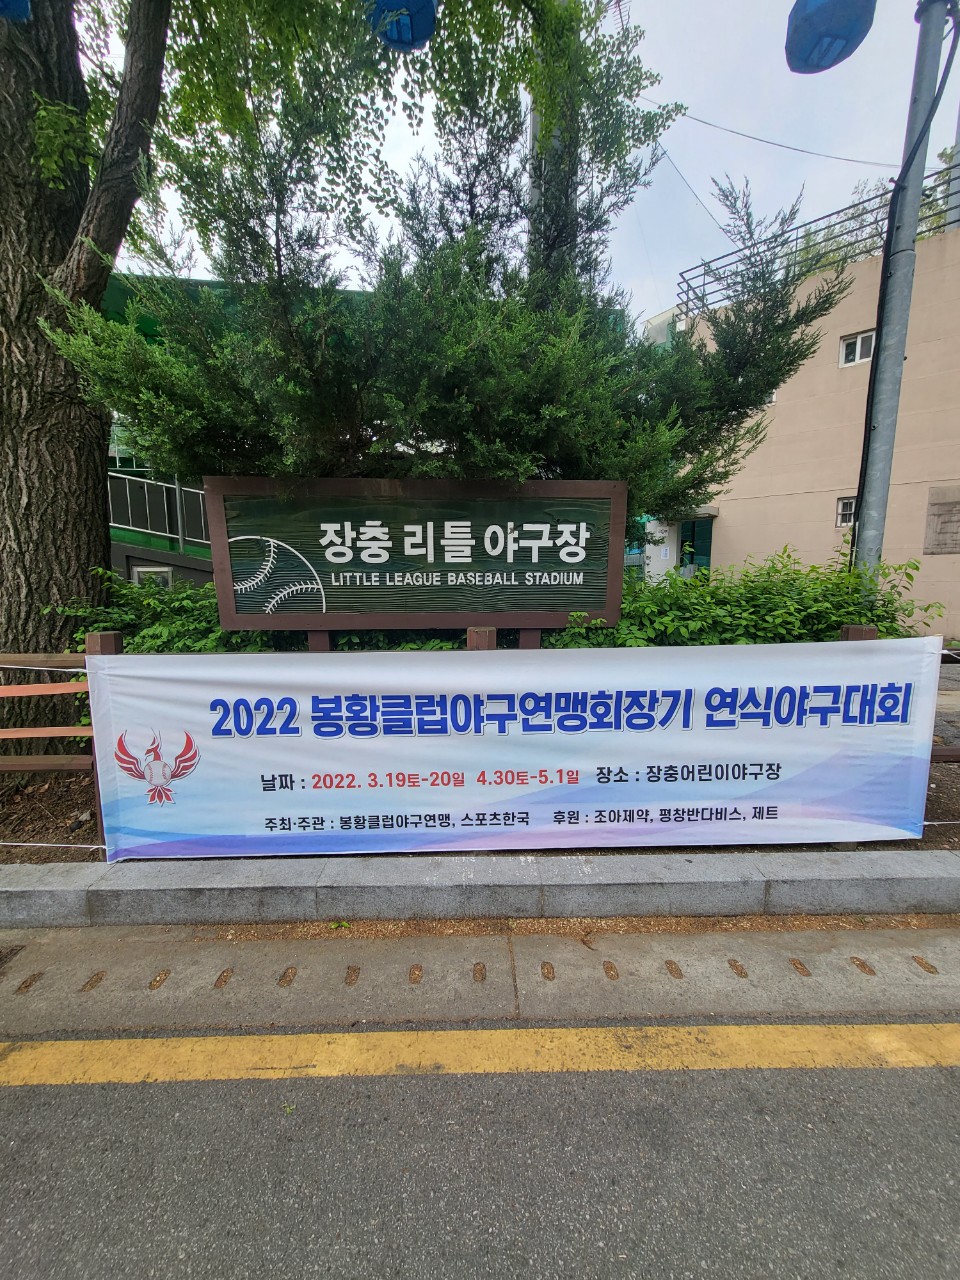 장충 리틀 야구장
LITTLE LEAGUE BASEBALL STADIUM
2022 봉황클럽야구연맹회장기 연식야구대회
날짜 : 2022. 3.19토-20일 4.30토-5.1일 장소 : 장충어린이야구장
주최·주관 : 봉황클럽야구연맹, 스포츠한국 후원 : 조아제약, 평창반다비스, 제트